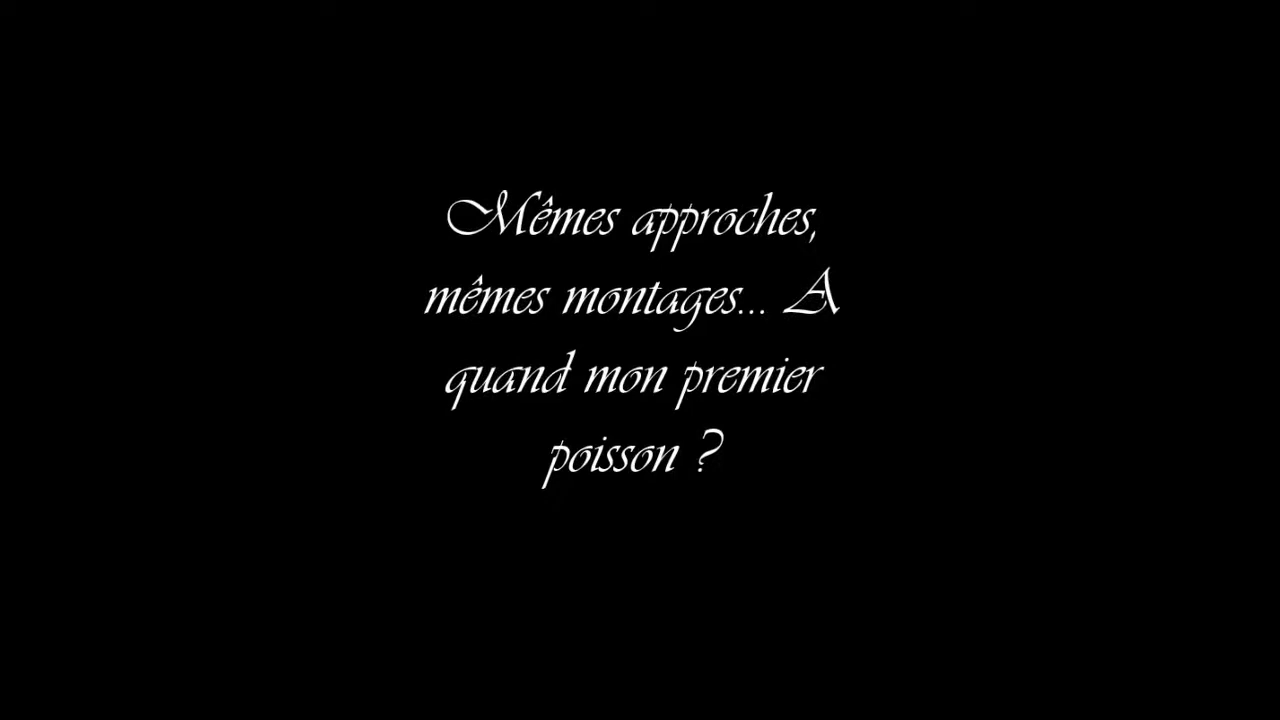 Mêmes approches,
mêmes montages... A
quand mon premier
poisson ?